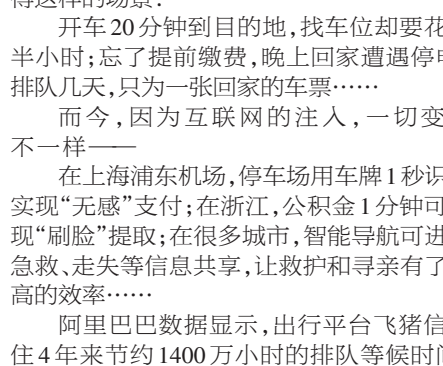 得这样的场景:
开车20分钟到目的地,找车位却要花
半小时;忘了提前缴费,晚上回家遭遇停电
排队几天,只为一张回家的车票……
而今,因为互联网的注入,一切变
不一样——
在上海浦东机场,停车场用车牌1秒识
实现“无感”支付;在浙江,公积金1分钟可
现“刷脸”提取;在很多城市,智能导航可进
急救、走失等信息共享,让救护和寻亲有了
高的效率……
阿里巴巴数据显示,出行平台飞猪信
住4年来节约1400万小时的排队等候时间